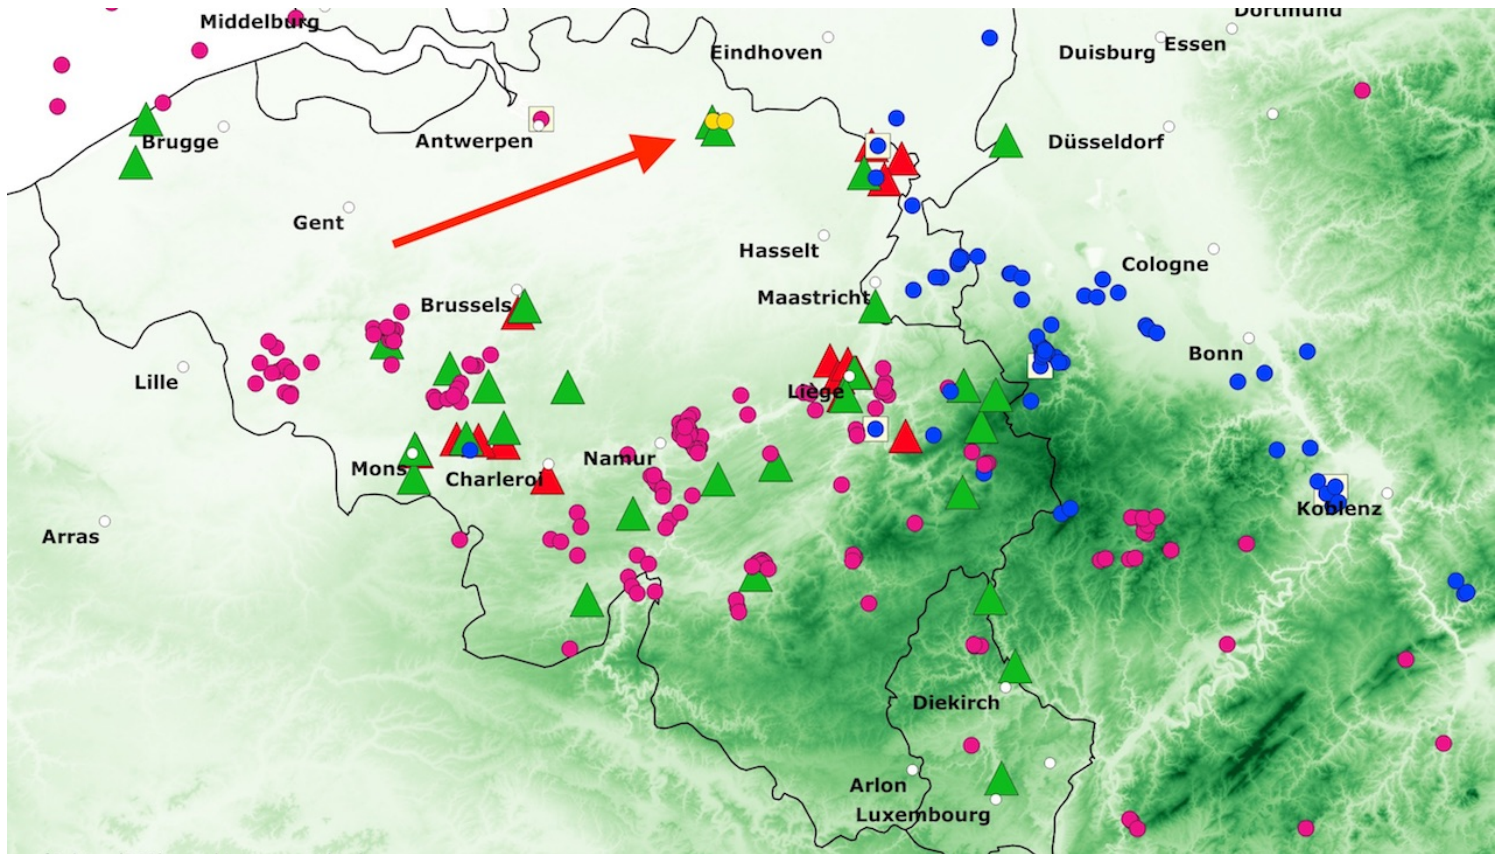 Dortmund
Middelburg
Eindhoven
Duisburg
Essen
Brugge
Antwerpen
Düsseldorf
Gent
Hasselt
Cologne
Maastricht
Brussels
Bonn
Lille
Liège
Namur
Mons
Charleroi
Koblenz
Arras
Diekirch
Arlon
Luxembourg